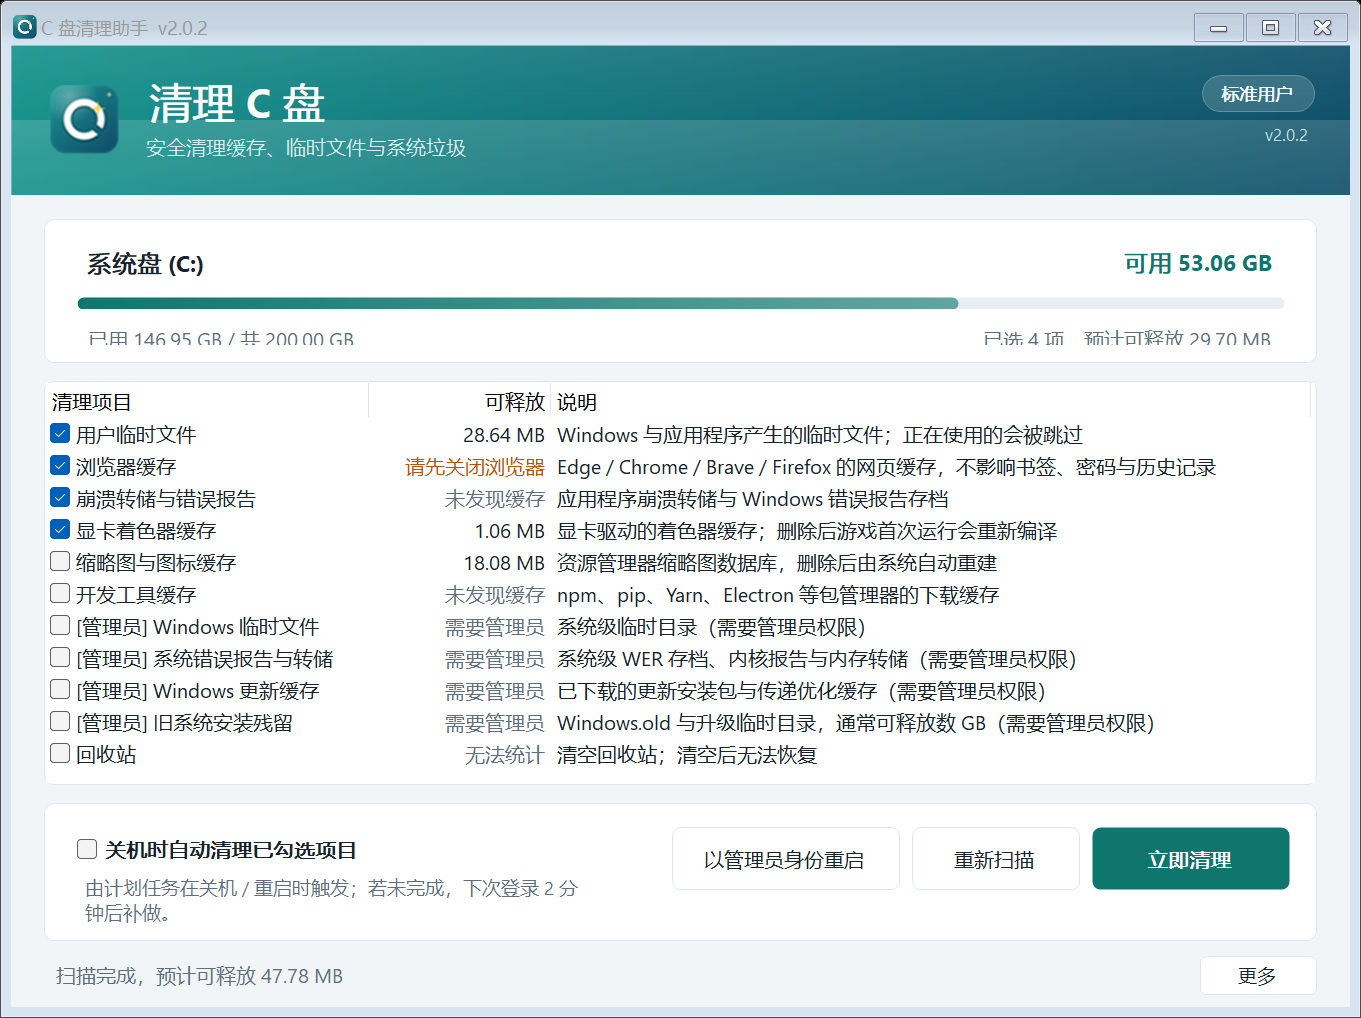 C 盘清理助手 v2.0.2
清理 C 盘
标准用户
安全清理缓存、临时文件与系统垃圾
v2.0.2
系统盘 (C:)
可用 53.06 GB
已用 146.95 GB / 共 200.00 GB
已选 4 项 预计可释放 29.70 MB
清理项目 可释放 说明
用户临时文件 28.64 MB Windows 与应用程序产生的临时文件；正在使用的会被跳过
浏览器缓存 请先关闭浏览器 Edge / Chrome / Brave / Firefox 的网页缓存，不影响书签、密码与历史记录
崩溃转储与错误报告 未发现缓存 应用程序崩溃转储与 Windows 错误报告存档
显卡着色器缓存 1.06 MB 显卡驱动的着色器缓存；删除后游戏首次运行会重新编译
缩略图与图标缓存 18.08 MB 资源管理器缩略图数据库，删除后由系统自动重建
开发工具缓存 未发现缓存 npm、pip、Yarn、Electron 等包管理器的下载缓存
[管理员] Windows 临时文件 需要管理员 系统级临时目录（需要管理员权限）
[管理员] 系统错误报告与转储 需要管理员 系统级 WER 存档、内核报告与内存转储（需要管理员权限）
[管理员] Windows 更新缓存 需要管理员 已下载的更新安装包与传递优化缓存（需要管理员权限）
[管理员] 旧系统安装残留 需要管理员 Windows.old 与升级临时目录，通常可释放数 GB（需要管理员权限）
回收站 无法统计 清空回收站；清空后无法恢复
关机时自动清理已勾选项目
由计划任务在关机 / 重启时触发；若未完成，下次登录 2 分
钟后补做。
以管理员身份重启
重新扫描
立即清理
扫描完成，预计可释放 47.78 MB
更多